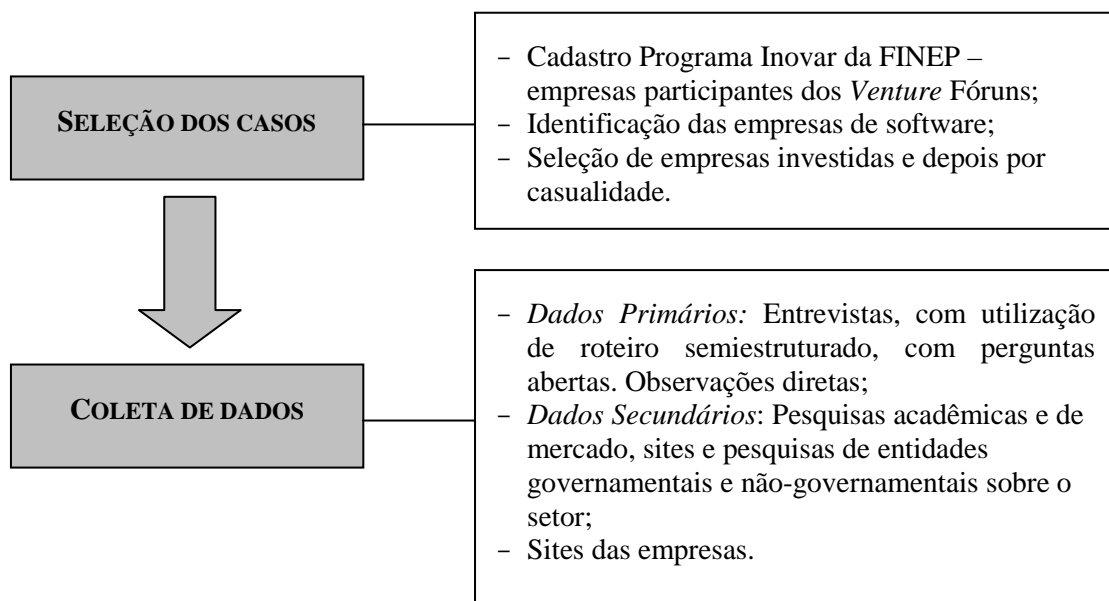 SELEÇÃO DOS CASOS
– Cadastro Programa Inovar da FINEP –
empresas participantes dos Venture Fóruns;
– Identificação das empresas de software;
– Seleção de empresas investidas e depois por
casualidade.
COLETA DE DADOS
– Dados Primários: Entrevistas, com utilização
de roteiro semiestruturado, com perguntas
abertas. Observações diretas;
– Dados Secundários: Pesquisas acadêmicas e de
mercado, sites e pesquisas de entidades
governamentais e não-governamentais sobre o
setor;
– Sites das empresas.